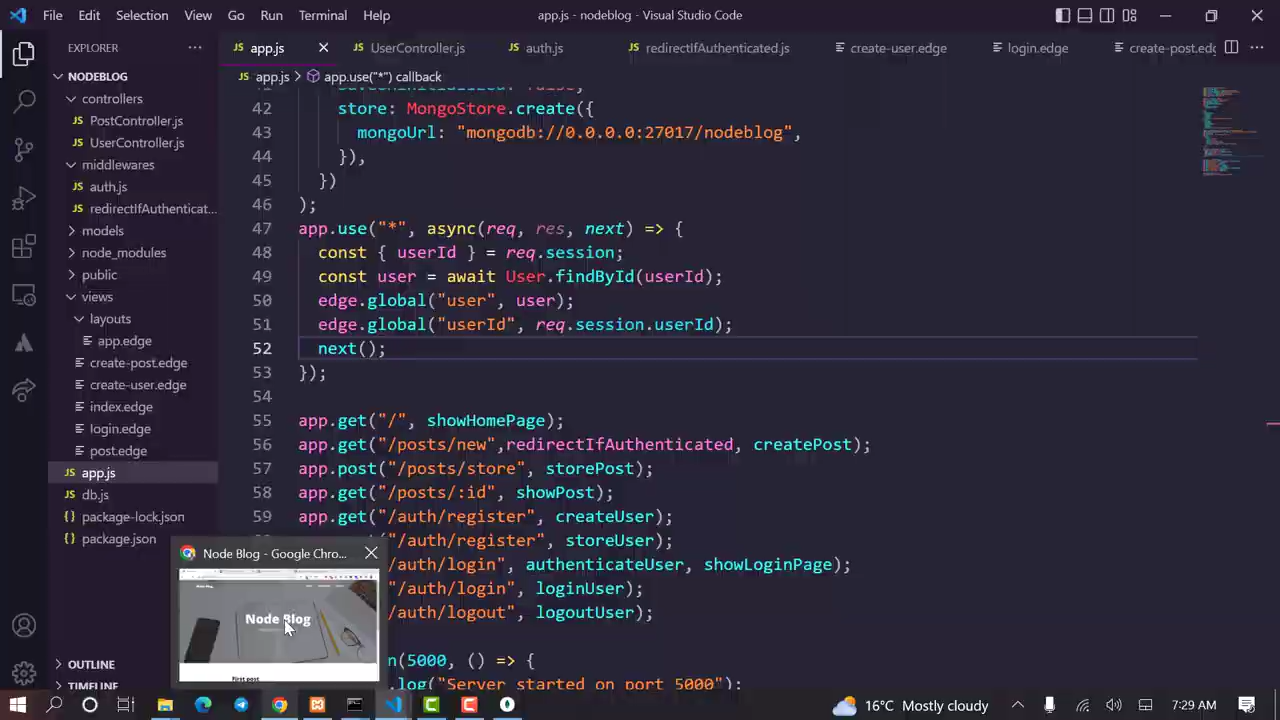 File Edit Selection View Go Run Terminal Help app.js - nodeblog - Visual Studio Code
EXPLORER
NODEBLOG
controllers
JS PostController.js
JS UserController.js
middlewares
JS auth.js
JS redirectIfAuthenticat...
models
node_modules
public
views
layouts
app.edge
create-post.edge
create-user.edge
index.edge
login.edge
post.edge
JS app.js
JS db.js
{} package-lock.json
{} package.json
OUTLINE
TIMELINE
JS app.js JS UserController.js JS auth.js JS redirectIfAuthenticated.js create-user.edge login.edge create-post.edg
JS app.js > app.use("*") callback
42 store: MongoStore.create({
43 mongoUrl: "mongodb://0.0.0.0:27017/nodeblog",
44 }),
45 })
46 );
47 app.use("*", async(req, res, next) => {
48 const { userId } = req.session;
49 const user = await User.findById(userId);
50 edge.global("user", user);
51 edge.global("userId", req.session.userId);
52 next();
53 });
54
55 app.get("/", showHomePage);
56 app.get("/posts/new",redirectIfAuthenticated, createPost);
57 app.post("/posts/store", storePost);
58 app.get("/posts/:id", showPost);
59 app.get("/auth/register", createUser);
"/auth/register", storeUser);
"/auth/login", authenticateUser, showLoginPage);
"/auth/login", loginUser);
"/auth/logout", logoutUser);
n(5000, () => {
.log("Server started on port 5000");
Node Blog - Google Chro...
Node Blog
First post
16°C Mostly cloudy 7:29 AM